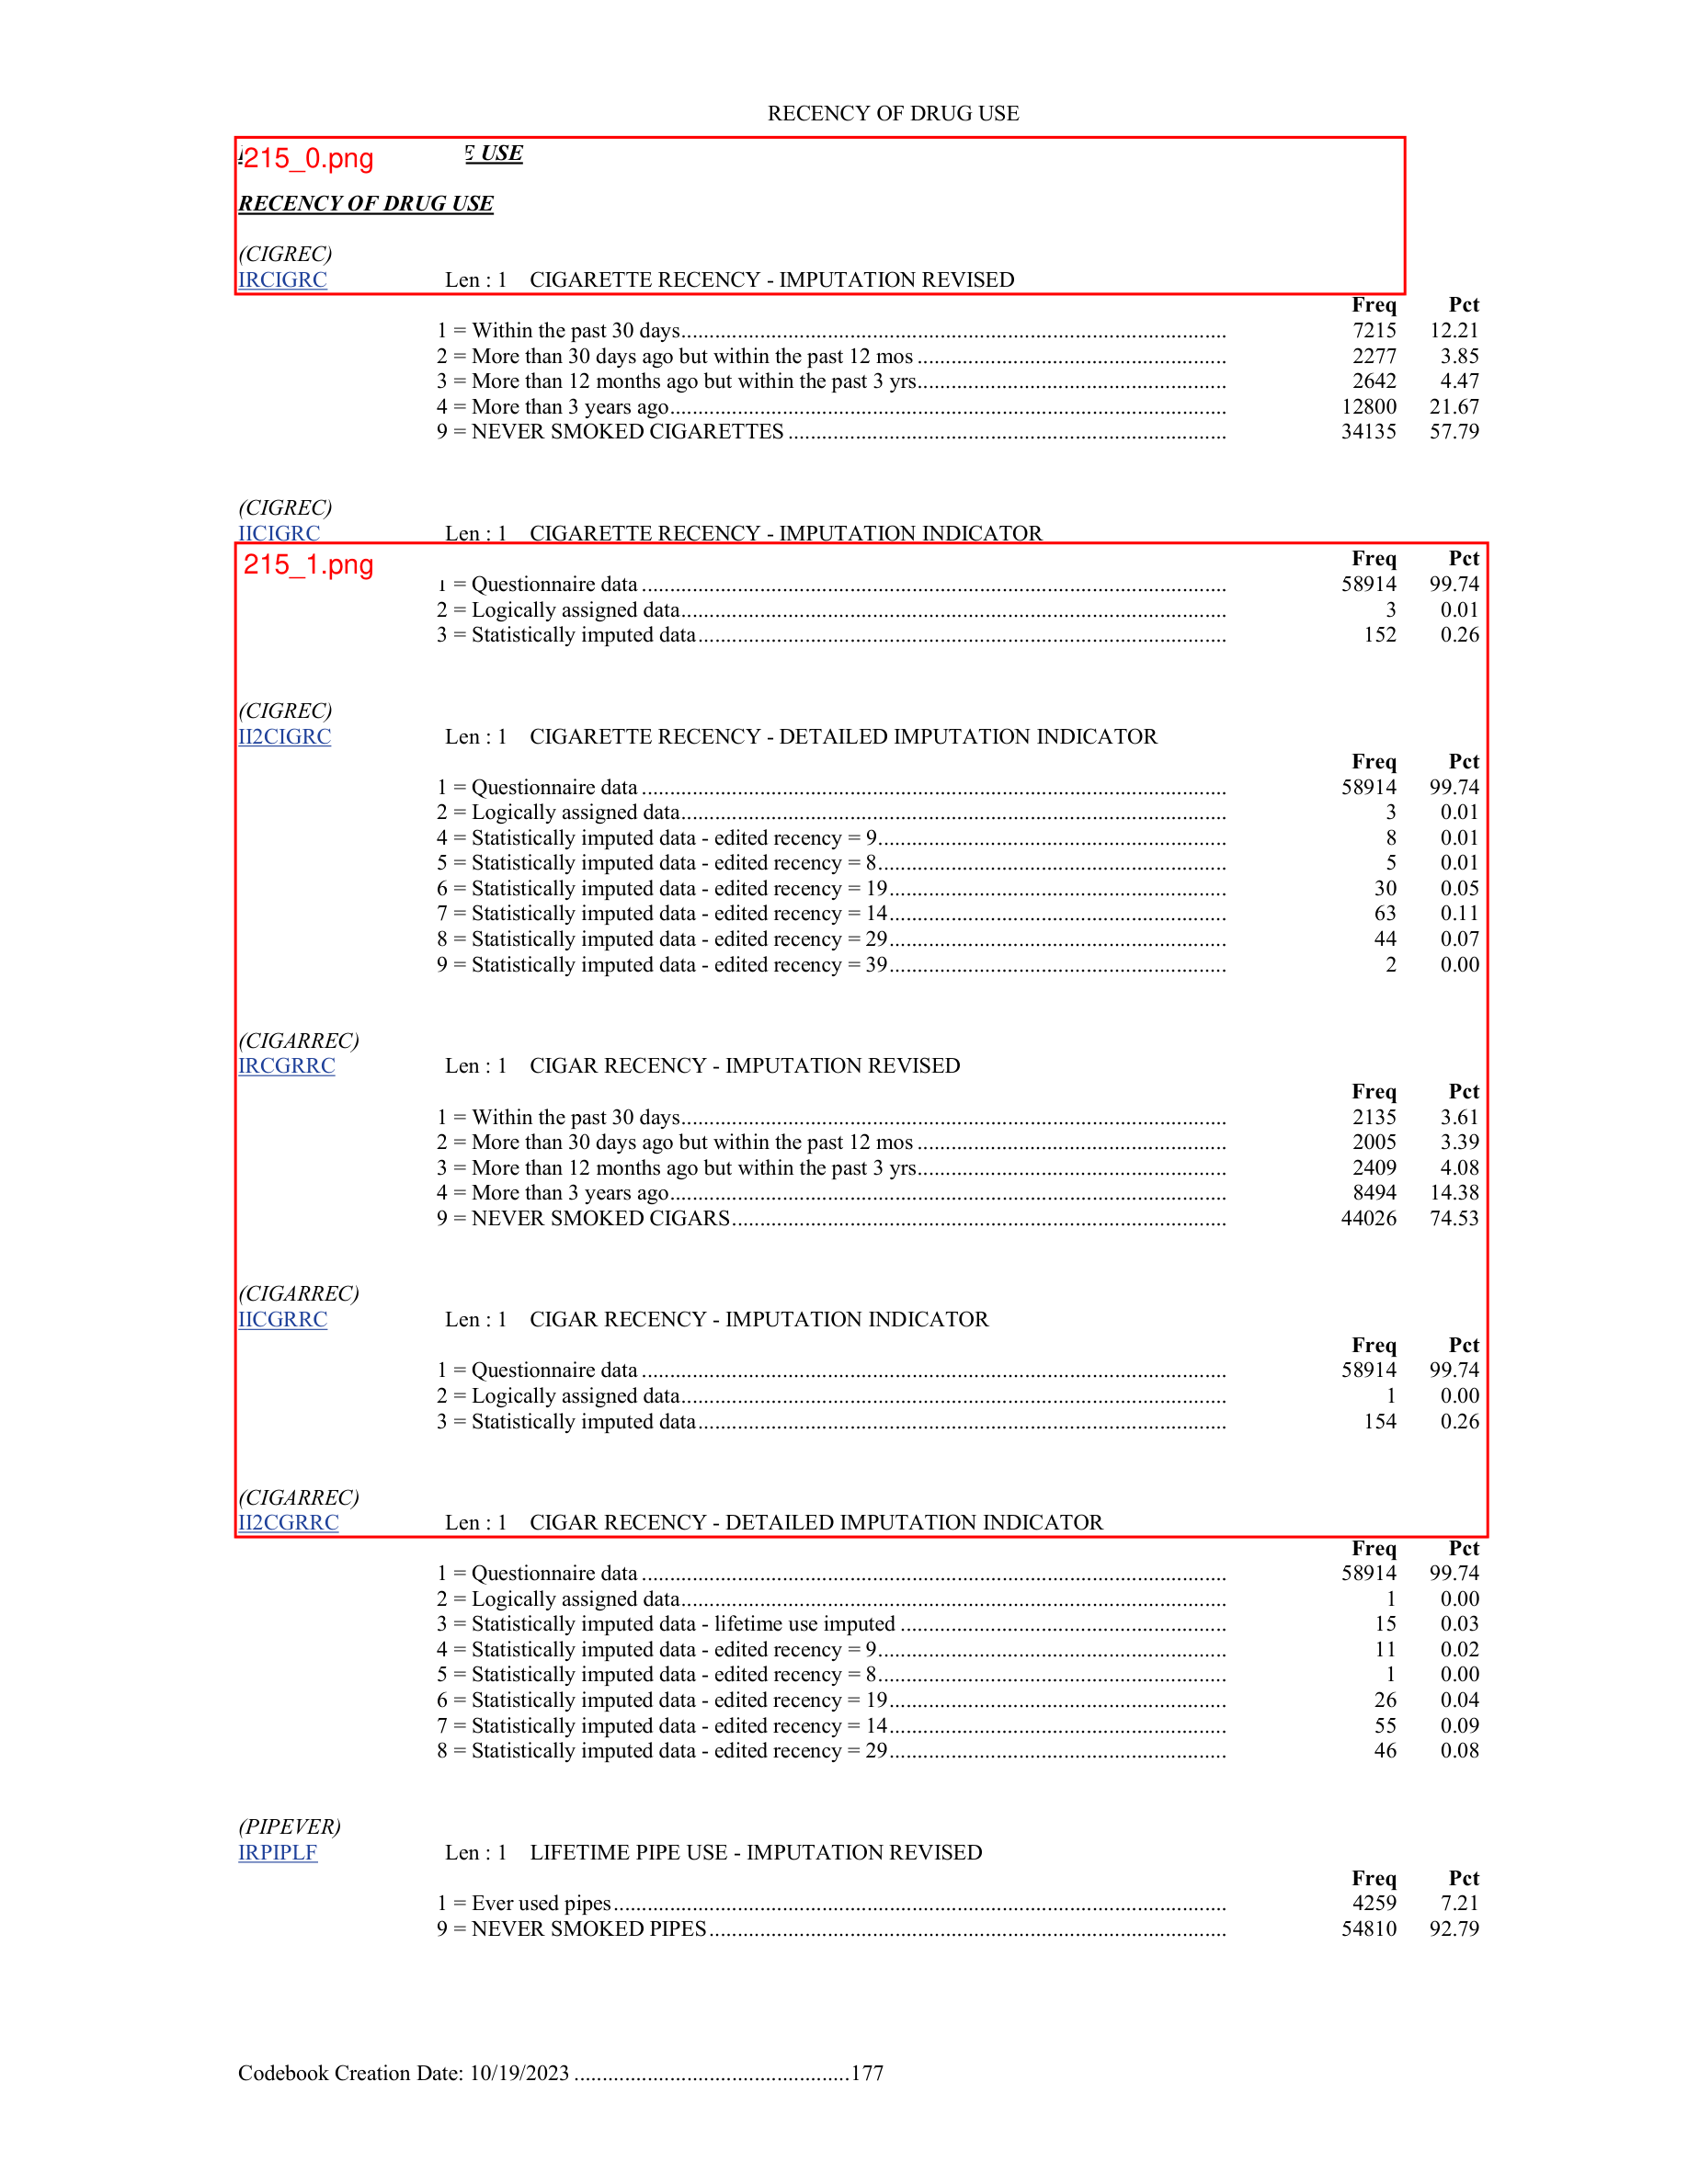 RECENCY OF DRUG USE
215_0.png USE
RECENCY OF DRUG USE
(CIGREC)
IRCIGRC Len : 1 CIGARETTE RECENCY - IMPUTATION REVISED
Freq Pct
1 = Within the past 30 days 7215 12.21
2 = More than 30 days ago but within the past 12 mos 2277 3.85
3 = More than 12 months ago but within the past 3 yrs 2642 4.47
4 = More than 3 years ago 12800 21.67
9 = NEVER SMOKED CIGARETTES 34135 57.79
(CIGREC)
IICIGRC Len : 1 CIGARETTE RECENCY - IMPUTATION INDICATOR
215_1.png Freq Pct
1 = Questionnaire data 58914 99.74
2 = Logically assigned data 3 0.01
3 = Statistically imputed data 152 0.26
(CIGREC)
II2CIGRC Len : 1 CIGARETTE RECENCY - DETAILED IMPUTATION INDICATOR
Freq Pct
1 = Questionnaire data 58914 99.74
2 = Logically assigned data 3 0.01
4 = Statistically imputed data - edited recency = 9 8 0.01
5 = Statistically imputed data - edited recency = 8 5 0.01
6 = Statistically imputed data - edited recency = 19 30 0.05
7 = Statistically imputed data - edited recency = 14 63 0.11
8 = Statistically imputed data - edited recency = 29 44 0.07
9 = Statistically imputed data - edited recency = 39 2 0.00
(CIGARREC)
IRCGRRC Len : 1 CIGAR RECENCY - IMPUTATION REVISED
Freq Pct
1 = Within the past 30 days 2135 3.61
2 = More than 30 days ago but within the past 12 mos 2005 3.39
3 = More than 12 months ago but within the past 3 yrs 2409 4.08
4 = More than 3 years ago 8494 14.38
9 = NEVER SMOKED CIGARS 44026 74.53
(CIGARREC)
IICGRRC Len : 1 CIGAR RECENCY - IMPUTATION INDICATOR
Freq Pct
1 = Questionnaire data 58914 99.74
2 = Logically assigned data 1 0.00
3 = Statistically imputed data 154 0.26
(CIGARREC)
II2CGRRC Len : 1 CIGAR RECENCY - DETAILED IMPUTATION INDICATOR
Freq Pct
1 = Questionnaire data 58914 99.74
2 = Logically assigned data 1 0.00
3 = Statistically imputed data - lifetime use imputed 15 0.03
4 = Statistically imputed data - edited recency = 9 11 0.02
5 = Statistically imputed data - edited recency = 8 1 0.00
6 = Statistically imputed data - edited recency = 19 26 0.04
7 = Statistically imputed data - edited recency = 14 55 0.09
8 = Statistically imputed data - edited recency = 29 46 0.08
(PIPEVER)
IRPIPLF Len : 1 LIFETIME PIPE USE - IMPUTATION REVISED
Freq Pct
1 = Ever used pipes 4259 7.21
9 = NEVER SMOKED PIPES 54810 92.79
Codebook Creation Date: 10/19/2023 177